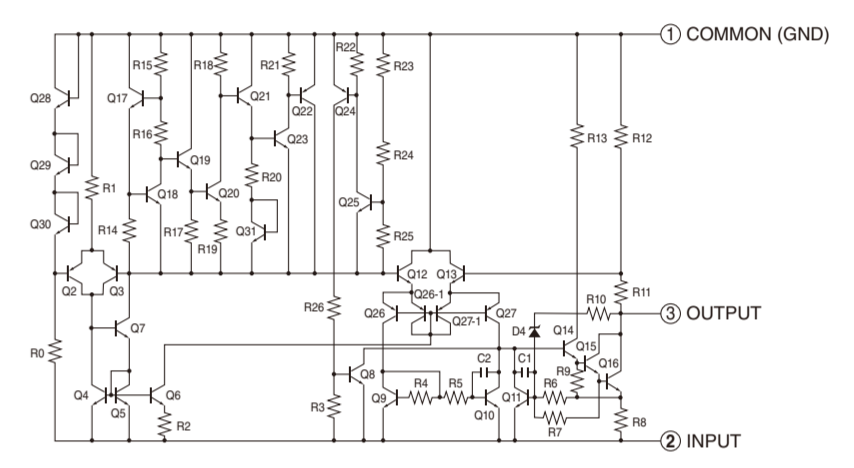 ① COMMON (GND)
R22
R15
R18
R21
R23
Q28
Q17
Q21
Q22
Q24
R16
Q23
R13
R12
Q29
Q19
R24
R1
Q18
Q20
R20
Q25
Q30
R14
R17
R19
Q31
R25
Q2
Q3
Q12
Q13
Q26-1
R11
R26
Q26
Q27-1
Q27
R10
③ OUTPUT
Q7
D4
Q14
Q15
R0
Q16
C2
C1
Q8
R9
Q4
Q5
Q6
R4
R5
R6
Q9
Q10
Q11
R2
R3
R7
R8
② INPUT